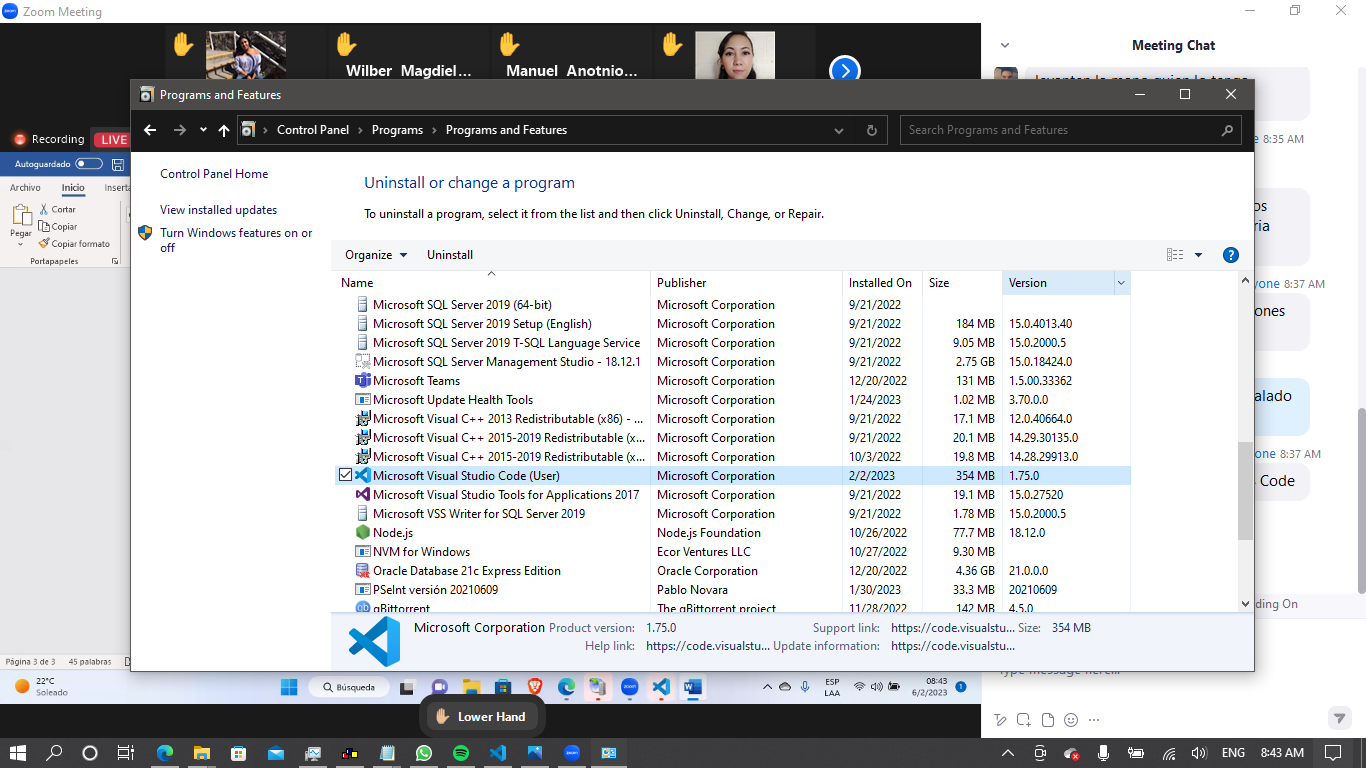 Zoom Meeting
Wilber_Magdiel...
Manuel_Anotnio...
Meeting Chat
Programs and Features
8:35 AM
Recording
LIVE
Control Panel > Programs > Programs and Features
Search Programs and Features
Autoguardado
Archivo Inicio Inserta
Cortar
Copiar
Copiar formato
Pegar
Portapapeles
Control Panel Home
View installed updates
Turn Windows features on or
off
Uninstall or change a program
To uninstall a program, select it from the list and then click Uninstall, Change, or Repair.
Organize Uninstall
Name Publisher Installed On Size Version
Microsoft SQL Server 2019 (64-bit) Microsoft Corporation 9/21/2022
Microsoft SQL Server 2019 Setup (English) Microsoft Corporation 9/21/2022 184 MB 15.0.4013.40
Microsoft SQL Server 2019 T-SQL Language Service Microsoft Corporation 9/21/2022 9.05 MB 15.0.2000.5
Microsoft SQL Server Management Studio - 18.12.1 Microsoft Corporation 9/21/2022 2.75 GB 15.0.18424.0
Microsoft Teams Microsoft Corporation 12/20/2022 131 MB 1.5.00.33362
Microsoft Update Health Tools Microsoft Corporation 1/24/2023 1.02 MB 3.70.0.0
Microsoft Visual C++ 2013 Redistributable (x86) - ... Microsoft Corporation 9/21/2022 17.1 MB 12.0.40664.0
Microsoft Visual C++ 2015-2019 Redistributable (x... Microsoft Corporation 9/21/2022 20.1 MB 14.29.30135.0
Microsoft Visual C++ 2015-2019 Redistributable (x... Microsoft Corporation 10/3/2022 19.8 MB 14.28.29913.0
Microsoft Visual Studio Code (User) Microsoft Corporation 2/2/2023 354 MB 1.75.0
Microsoft Visual Studio Tools for Applications 2017 Microsoft Corporation 9/21/2022 19.1 MB 15.0.27520
Microsoft VSS Writer for SQL Server 2019 Microsoft Corporation 9/21/2022 1.78 MB 15.0.2000.5
Node.js Node.js Foundation 10/26/2022 77.7 MB 18.12.0
NVM for Windows Ecor Ventures LLC 10/27/2022 9.30 MB
Oracle Database 21c Express Edition Oracle Corporation 12/20/2022 4.36 GB 21.0.0.0
PSeInt versión 20210609 Pablo Novara 1/30/2023 33.3 MB 20210609
qBittorrent The qBittorrent project 11/28/2022 142 MB 4.5.0
Microsoft Corporation Product version: 1.75.0 Support link: https://code.visualstu... Size: 354 MB
Help link: https://code.visualstu... Update information: https://code.visualstu...
os
ria
yone 8:37 AM
ones
alado
one 8:37 AM
Code
ding On
Type message here...
Página 3 de 3 45 palabras
22°C
Soleado
Búsqueda
ESP
LAA
08:43
6/2/2023
1
Lower Hand
ENG 8:43 AM